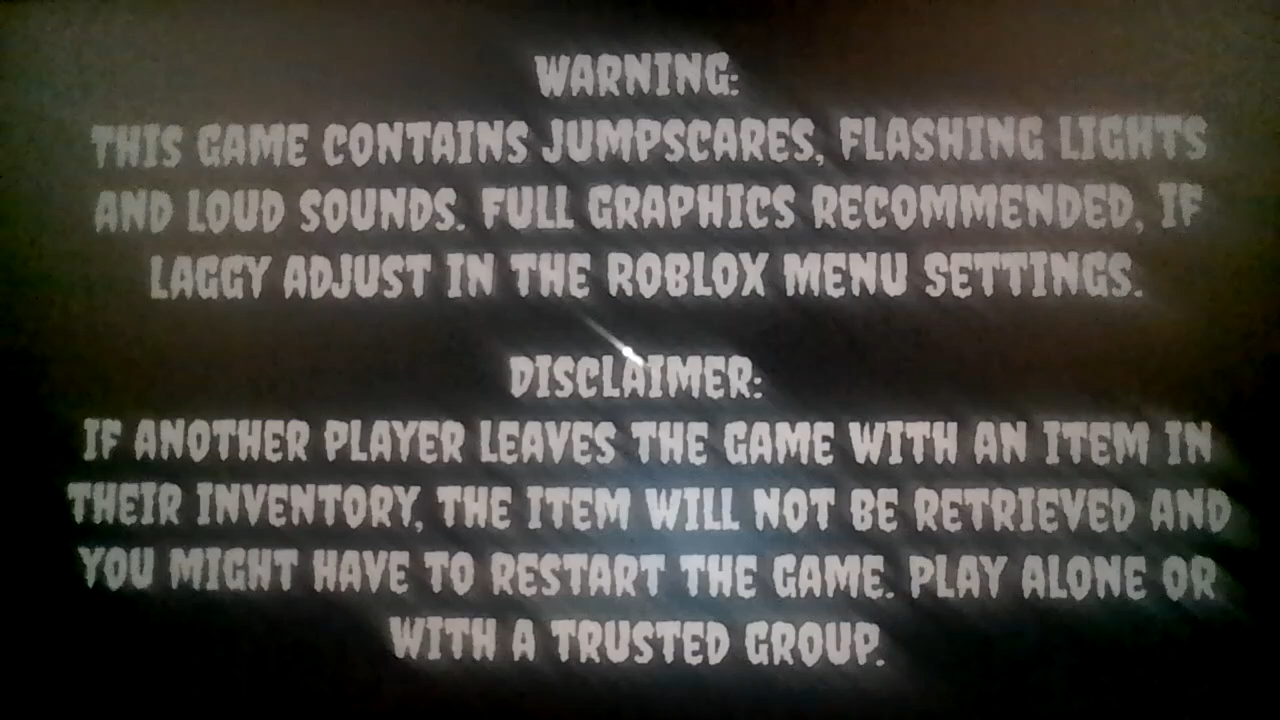 WARNING:
THIS GAME CONTAINS JUMPSCARES, FLASHING LIGHTS
AND LOUD SOUNDS. FULL GRAPHICS RECOMMENDED, IF
LAGGY ADJUST IN THE ROBLOX MENU SETTINGS.
DISCLAIMER:
IF ANOTHER PLAYER LEAVES THE GAME WITH AN ITEM IN
THEIR INVENTORY, THE ITEM WILL NOT BE RETRIEVED AND
YOU MIGHT HAVE TO RESTART THE GAME. PLAY ALONE OR
WITH A TRUSTED GROUP.